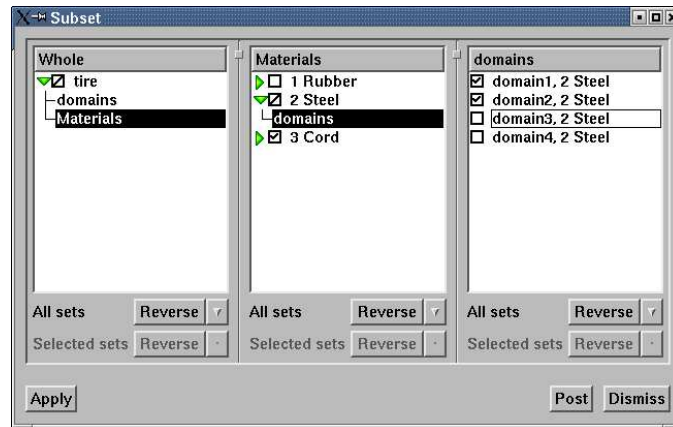 Subset
Whole
tire
domains
Materials
Materials
1 Rubber
2 Steel
domains
3 Cord
domains
domain1, 2 Steel
domain2, 2 Steel
domain3, 2 Steel
domain4, 2 Steel
All sets Reverse
Selected sets Reverse
All sets Reverse
Selected sets Reverse
All sets Reverse
Selected sets Reverse
Apply Post Dismiss